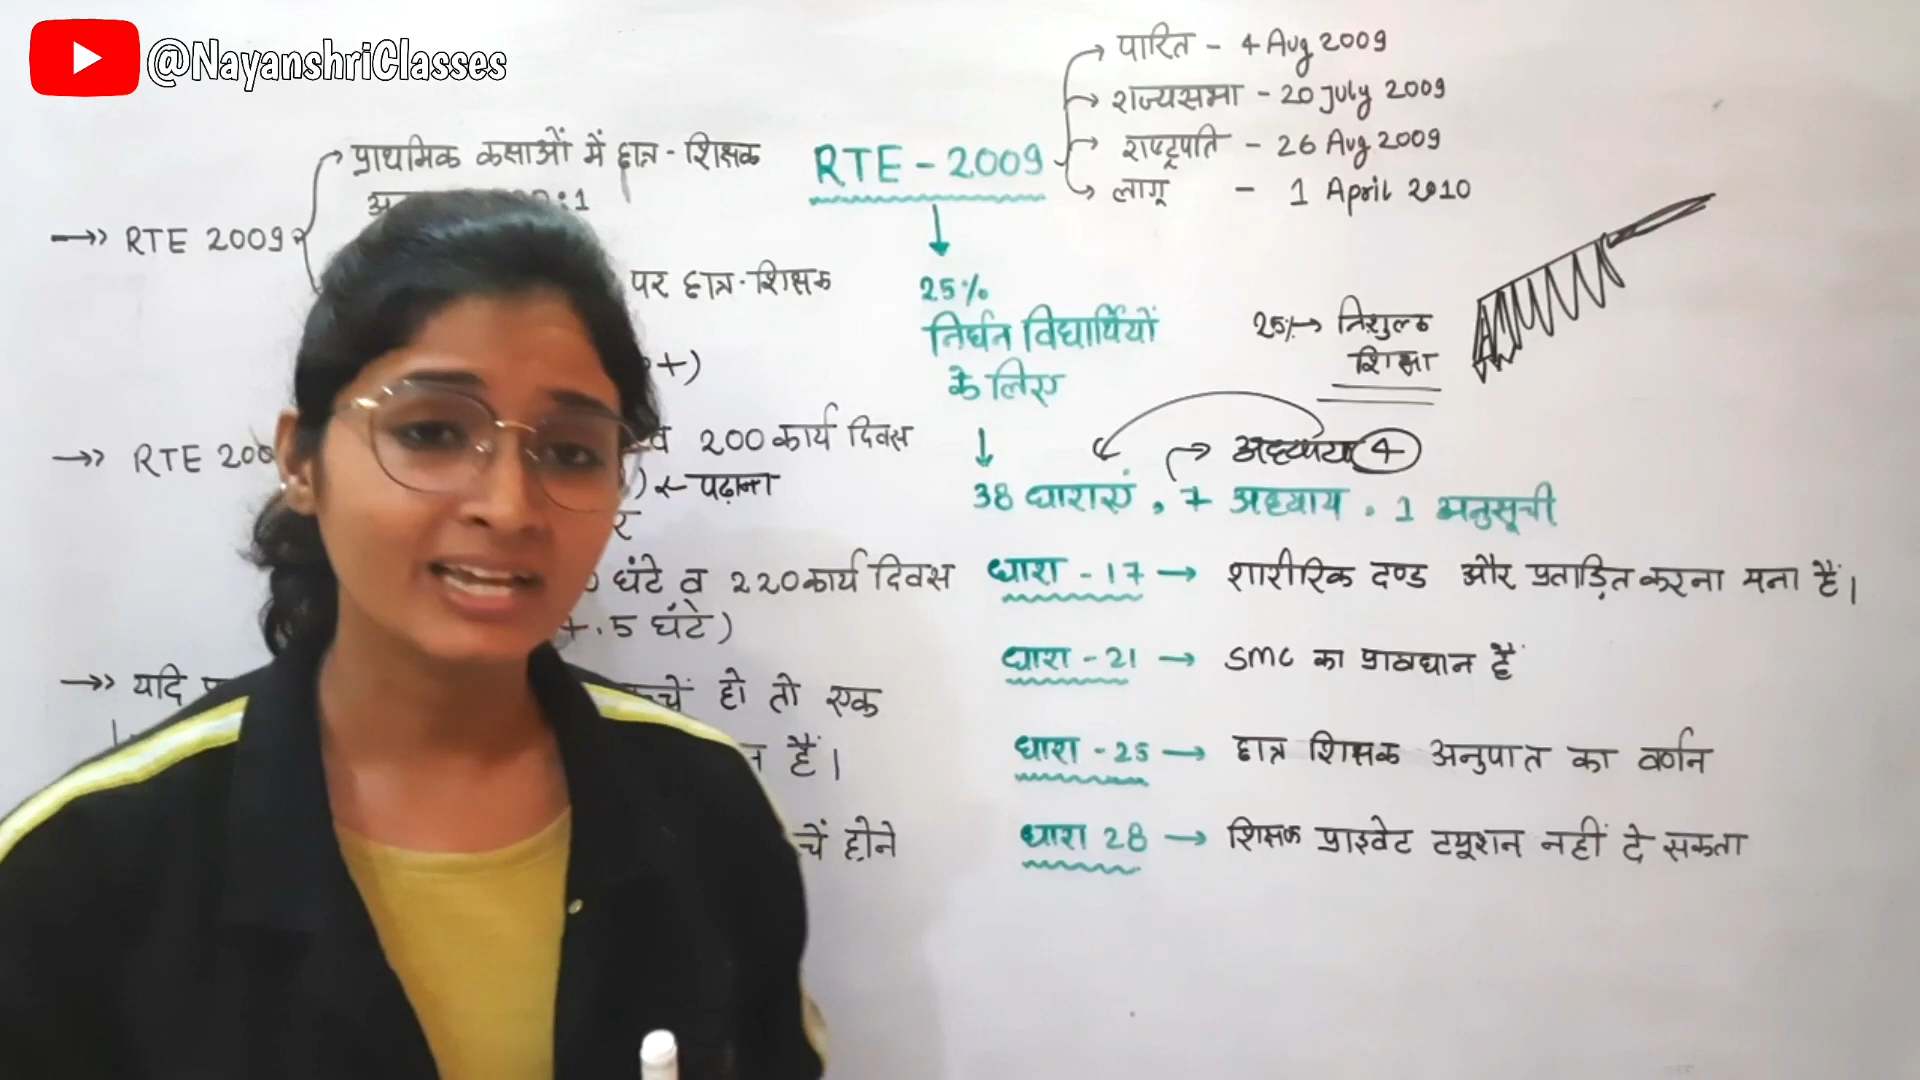 @NayanshriClasses
प्राथमिक कक्षाओं में छात्र - शिक्षक
:1
→» RTE 2009
पर छात्र - शिक्षक
+)
→» RTE 200
व 200 कार्य दिवस
) ← पढ़ाना
र
घंटे व 220 कार्य दिवस
+ . 5 घंटे )
→» यदि
च्चें हो तो एक
हैं ।
चें होने
RTE - 2009
→ पारित - 4 Aug 2009
→ राज्यसभा - 20 July 2009
→ राष्ट्रपति - 26 Aug 2009
→ लागू - 1 April 2010
25%
निर्धन विद्यार्थियों
के लिए
25% → निशुल्क
शिक्षा
→ अध्याय 4
38 धाराएं , 7 अध्याय . 1 अनुसूची
धारा - 17 → शारीरिक दण्ड और प्रताड़ित करना मना हैं ।
धारा - 21 → SMC का प्रावधान हैं
धारा - 25 → छात्र शिक्षक अनुपात का वर्णन
धारा 28 → शिक्षक प्राइवेट ट्यूशन नहीं दे सकता